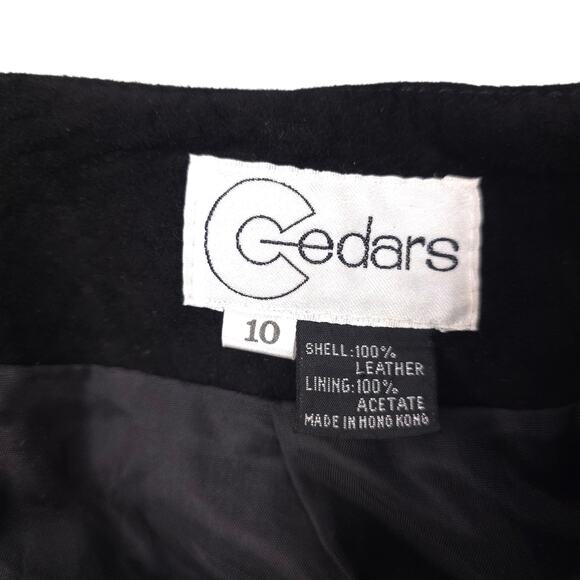 Cedars
10
SHELL:100%
LEATHER
LINING:100%
ACETATE
MADE IN HONG KONG